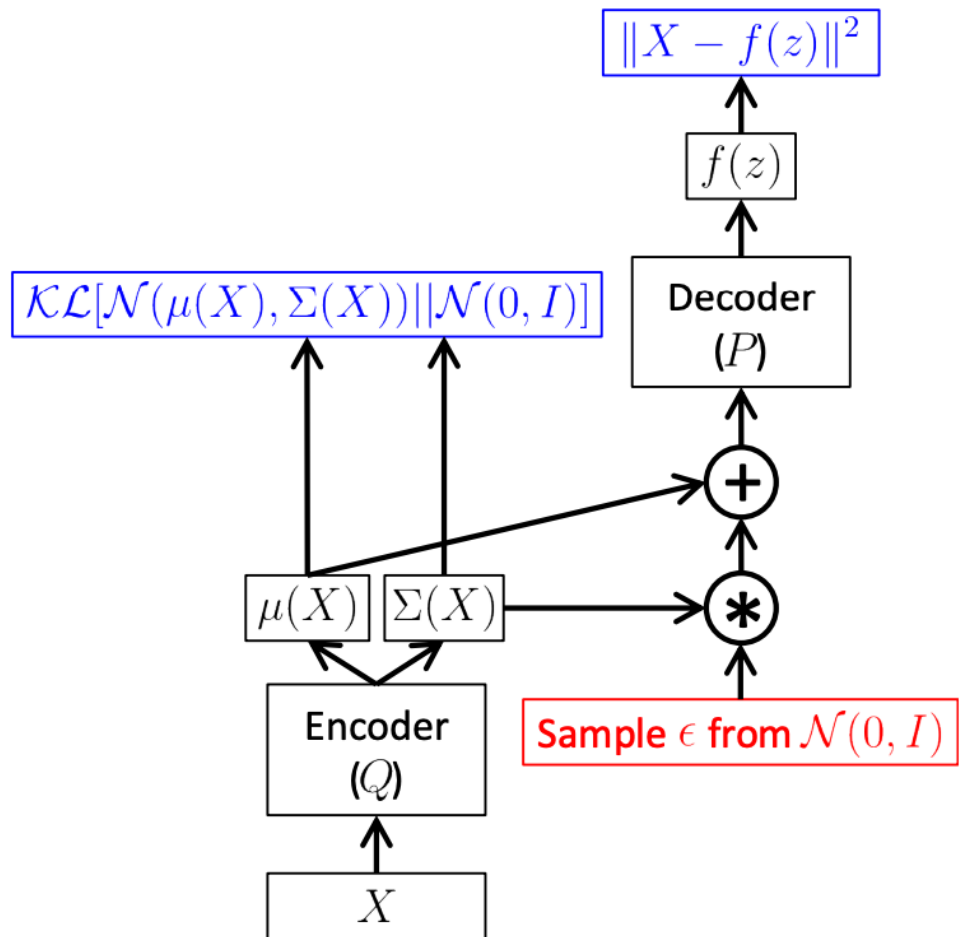 ∥X − f(z)∥²
f(z)
𝒦ℒ[𝒩(μ(X), Σ(X))||𝒩(0, I)]
Decoder
(P)
+
μ(X)
Σ(X)
*
Encoder
(Q)
Sample ϵ from 𝒩(0, I)
X